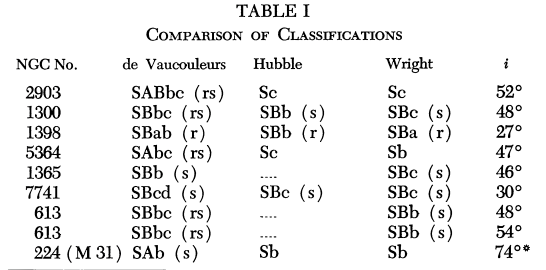 TABLE I
COMPARISON OF CLASSIFICATIONS
NGC No. de Vaucouleurs Hubble Wright i
2903 SABbc (rs) Sc Sc 52°
1300 SBbc (rs) SBb (s) SBc (s) 48°
1398 SBab (r) SBb (r) SBa (r) 27°
5364 SAbc (rs) Sc Sb 47°
1365 SBb (s) .... SBc (s) 46°
7741 SBcd (s) SBc (s) SBc (s) 30°
613 SBbc (rs) .... SBb (s) 48°
613 SBbc (rs) .... SBb (s) 54°
224 (M 31) SAb (s) Sb Sb 74°*